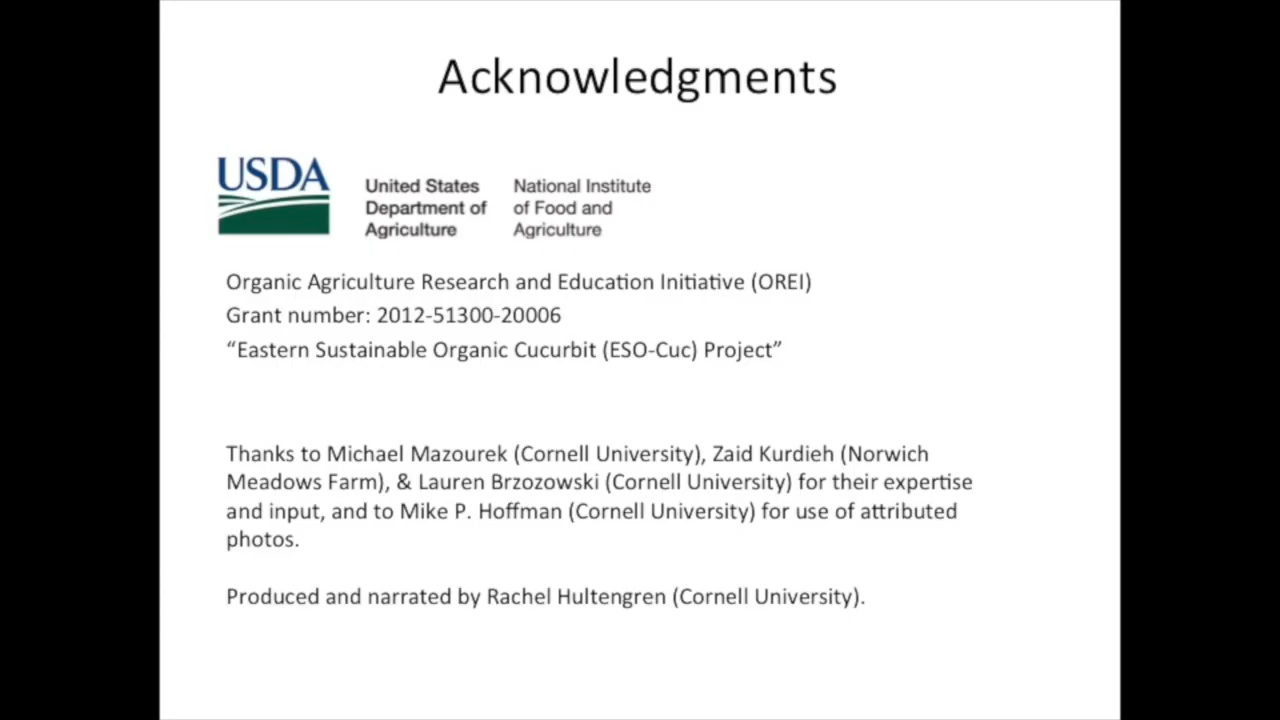 Acknowledgments
USDA
United States
Department of
Agriculture
National Institute
of Food and
Agriculture
Organic Agriculture Research and Education Initiative (OREI)
Grant number: 2012-51300-20006
“Eastern Sustainable Organic Cucurbit (ESO-Cuc) Project”
Thanks to Michael Mazourek (Cornell University), Zaid Kurdieh (Norwich
Meadows Farm), & Lauren Brzozowski (Cornell University) for their expertise
and input, and to Mike P. Hoffman (Cornell University) for use of attributed
photos.
Produced and narrated by Rachel Hultengren (Cornell University).